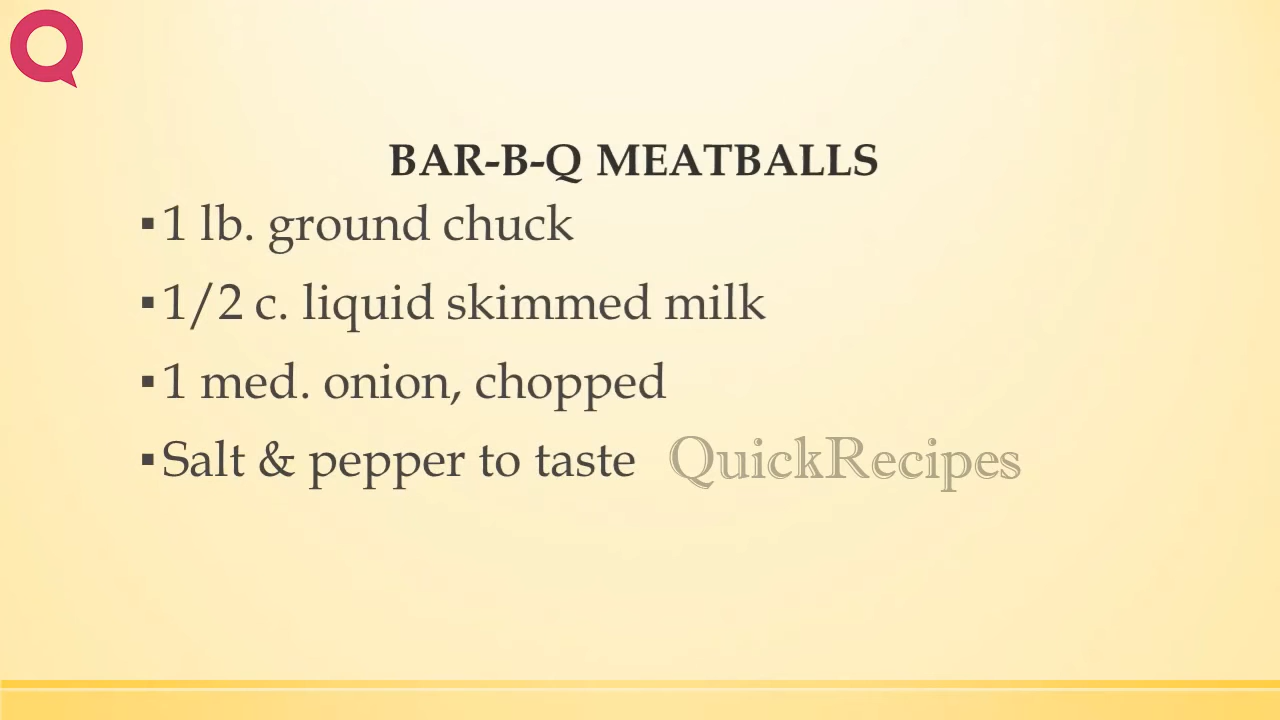 BAR-B-Q MEATBALLS
▪1 lb. ground chuck
▪1/2 c. liquid skimmed milk
▪1 med. onion, chopped
▪Salt & pepper to taste QuickRecipes